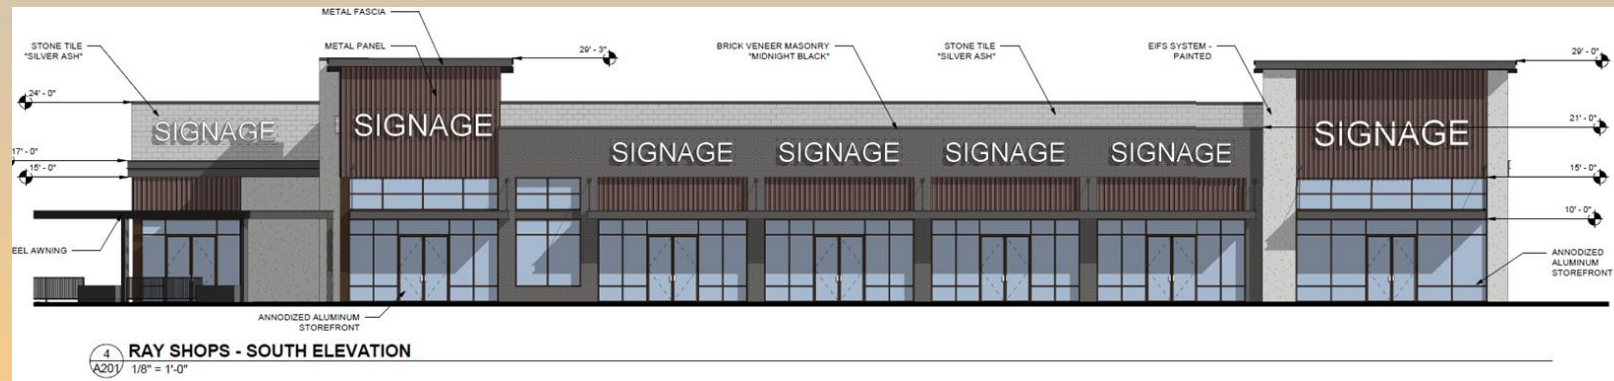 METAL FASCIA
STONE TILE
"SILVER ASH"
METAL PANEL
29' - 3"
BRICK VENEER MASONRY
"MIDNIGHT BLACK"
STONE TILE
"SILVER ASH"
EIFS SYSTEM -
PAINTED
29' - 0"
24' - 0"
SIGNAGE
SIGNAGE
SIGNAGE
SIGNAGE
SIGNAGE
SIGNAGE
SIGNAGE
21' - 0"
17' - 0"
15' - 0"
15' - 0"
10' - 0"
EEL AWNING
ANNODIZED
ALUMINUM
STOREFRONT
ANNODIZED ALUMINUM
STOREFRONT
4
A201
RAY SHOPS - SOUTH ELEVATION
1/8" = 1'-0"